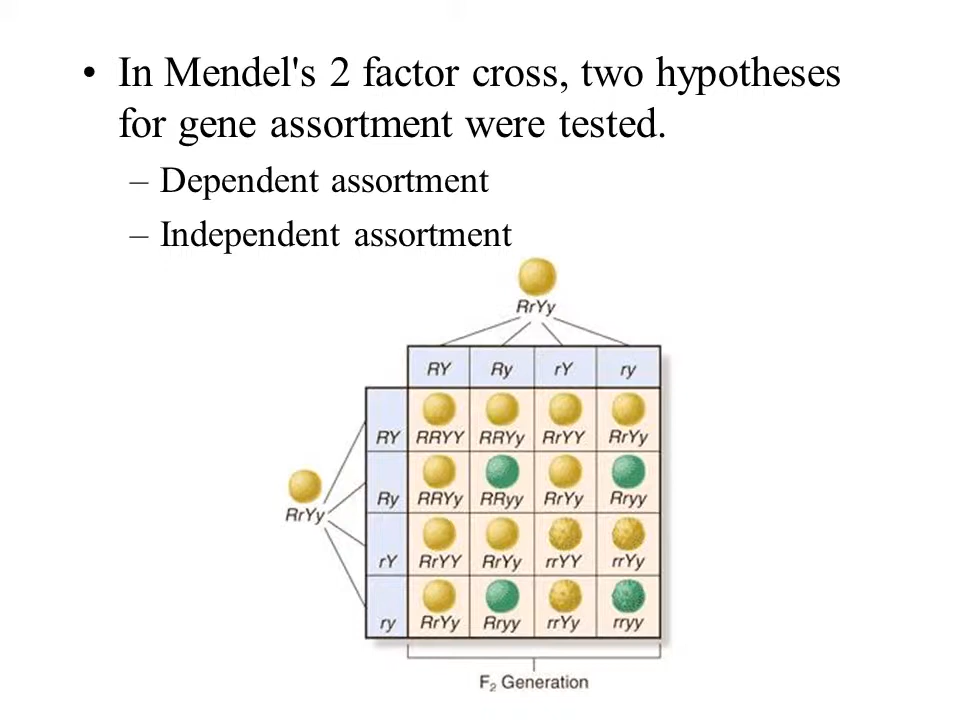 • In Mendel's 2 factor cross, two hypotheses
for gene assortment were tested.
– Dependent assortment
– Independent assortment
RrYy
RY Ry rY ry
RY RRYY RRYy RrYY RrYy
RrYy
Ry RRYy RRyy RrYy Rryy
rY RrYY RrYy rrYY rrYy
ry RrYy Rryy rrYy rryy
F₂ Generation